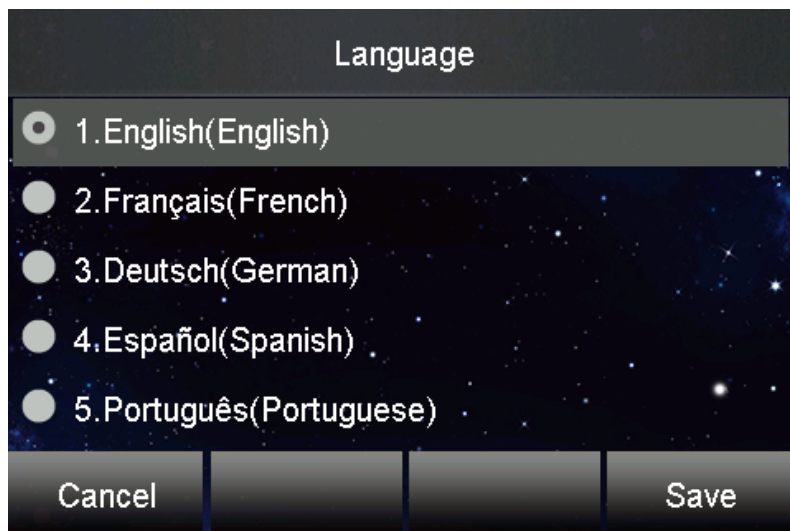 Language
1.English(English)
2.Français(French)
3.Deutsch(German)
4.Español(Spanish)
5.Português(Portuguese)
Cancel
Save